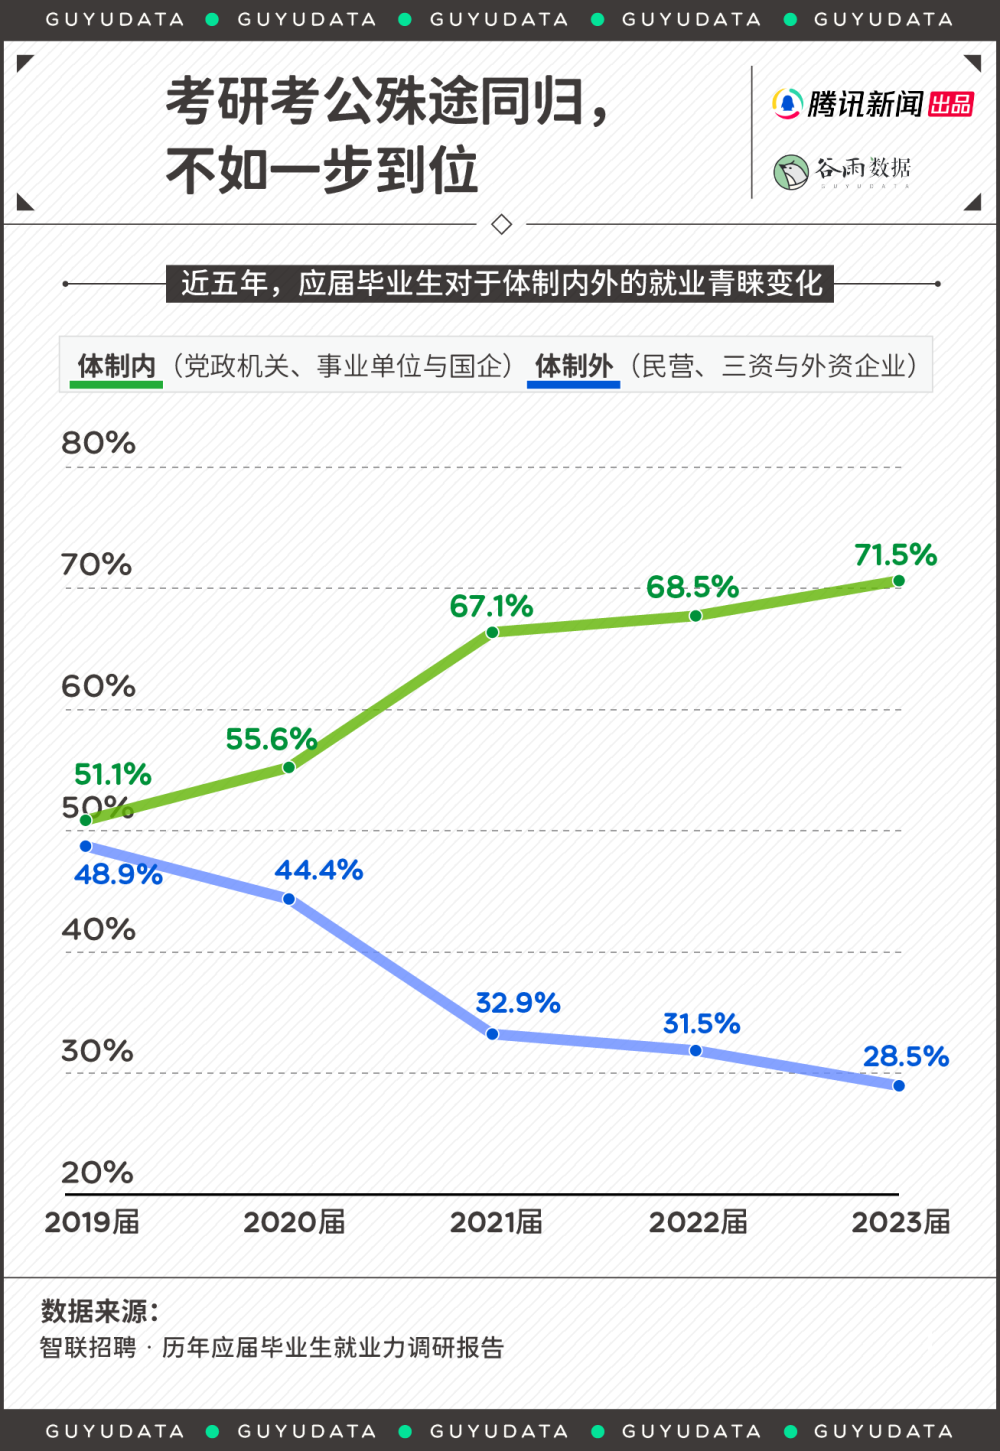 GUYUDATA ● GUYUDATA ● GUYUDATA ● GUYUDATA ● GUYUDATA
考研考公殊途同归，
不如一步到位
腾讯新闻 出品
谷雨数据
GUYUDATA
近五年，应届毕业生对于体制内外的就业青睐变化
体制内（党政机关、事业单位与国企） 体制外（民营、三资与外资企业）
80%
71.5%
70%
68.5%
67.1%
60%
55.6%
51.1%
50%
48.9%
44.4%
40%
32.9%
31.5%
30%
28.5%
20%
2019届 2020届 2021届 2022届 2023届
数据来源：
智联招聘 · 历年应届毕业生就业力调研报告
GUYUDATA ● GUYUDATA ● GUYUDATA ● GUYUDATA ● GUYUDATA